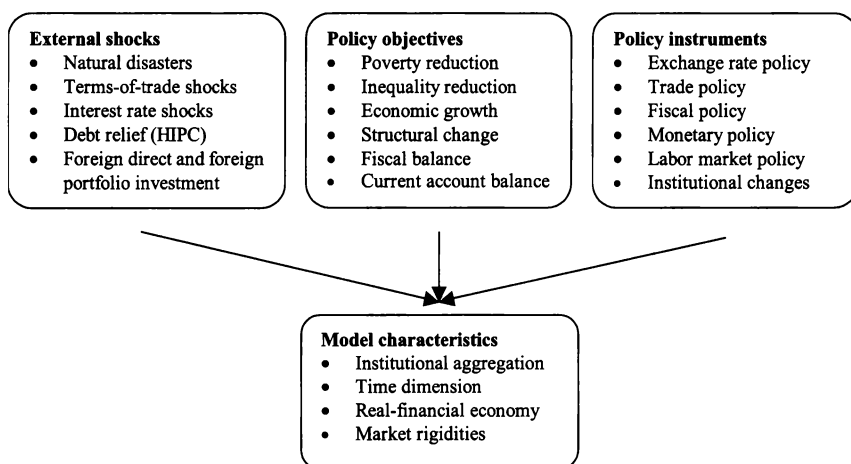 External shocks
• Natural disasters
• Terms-of-trade shocks
• Interest rate shocks
• Debt relief (HIPC)
• Foreign direct and foreign
portfolio investment
Policy objectives
• Poverty reduction
• Inequality reduction
• Economic growth
• Structural change
• Fiscal balance
• Current account balance
Policy instruments
• Exchange rate policy
• Trade policy
• Fiscal policy
• Monetary policy
• Labor market policy
• Institutional changes
Model characteristics
• Institutional aggregation
• Time dimension
• Real-financial economy
• Market rigidities